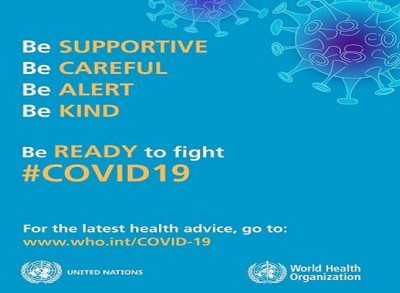 Be SUPPORTIVE
Be CAREFUL
Be ALERT
Be KIND
Be READY to fight
#COVID19
For the latest health advice, go to:
www.who.int/COVID-19
UNITED NATIONS
World Health
Organization